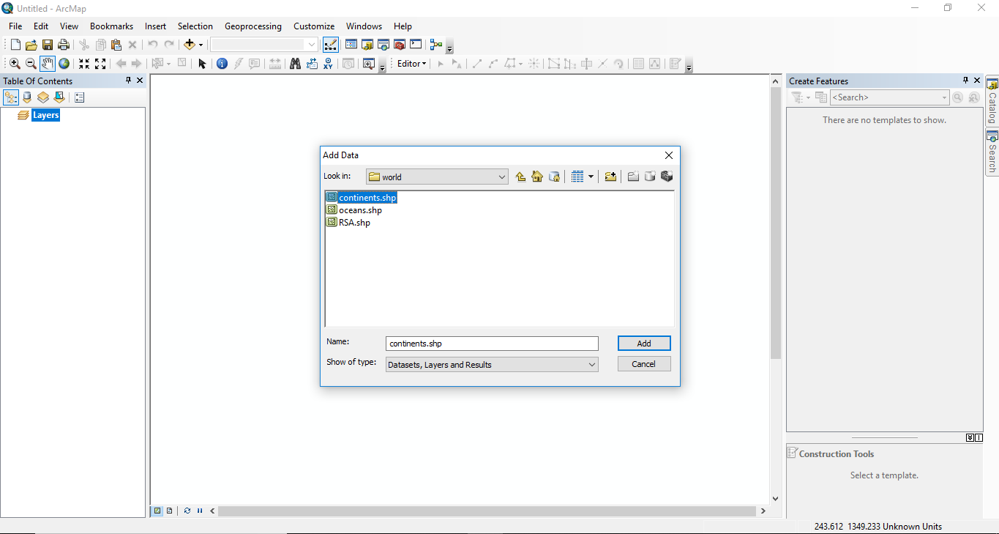 Untitled - ArcMap
File Edit View Bookmarks Insert Selection Geoprocessing Customize Windows Help
Editor
Table Of Contents
Layers
Add Data
Look in: world
continents.shp
oceans.shp
RSA.shp
Name: continents.shp
Add
Show of type: Datasets, Layers and Results
Cancel
Create Features
<Search>
There are no templates to show.
Construction Tools
Select a template.
Catalog
Search
243.612 1349.233 Unknown Units